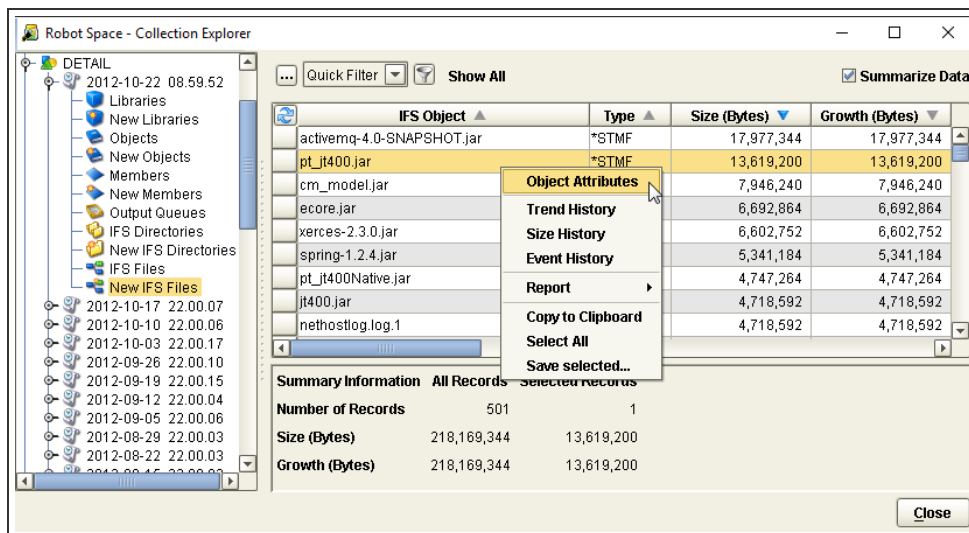 Robot Space - Collection Explorer
DETAIL
2012-10-22 08.59.52
Libraries
New Libraries
Objects
New Objects
Members
New Members
Output Queues
IFS Directories
New IFS Directories
IFS Files
New IFS Files
2012-10-17 22.00.07
2012-10-10 22.00.06
2012-10-03 22.00.17
2012-09-26 22.00.10
2012-09-19 22.00.15
2012-09-12 22.00.04
2012-09-05 22.00.06
2012-08-29 22.00.03
2012-08-22 22.00.03
... Quick Filter Show All Summarize Data
IFS Object Type Size (Bytes) Growth (Bytes)
activemq-4.0-SNAPSHOT.jar *STMF 17,977,344 17,977,344
pt_jt400.jar *STMF 13,619,200 13,619,200
cm_model.jar 7,946,240 7,946,240
ecore.jar 6,692,864 6,692,864
xerces-2.3.0.jar 6,602,752 6,602,752
spring-1.2.4.jar 5,341,184 5,341,184
pt_jt400Native.jar 4,747,264 4,747,264
jt400.jar 4,718,592 4,718,592
nethostlog.log.1 4,718,592 4,718,592
Object Attributes
Trend History
Size History
Event History
Report
Copy to Clipboard
Select All
Save selected...
Summary Information All Records Selected Records
Number of Records 501 1
Size (Bytes) 218,169,344 13,619,200
Growth (Bytes) 218,169,344 13,619,200
Close